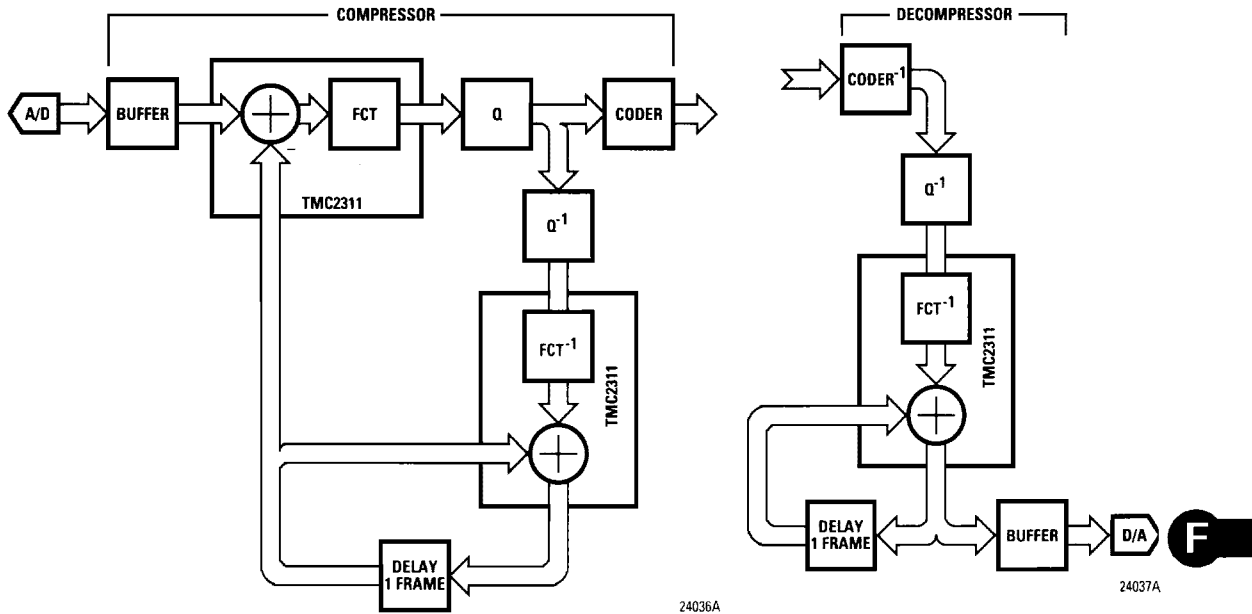 COMPRESSOR
A/D
BUFFER
FCT
Q
CODER
–
TMC2311
Q⁻¹
FCT⁻¹
TMC2311
DELAY
1 FRAME
24036A
DECOMPRESSOR
CODER⁻¹
Q⁻¹
FCT⁻¹
TMC2311
DELAY
1 FRAME
BUFFER
D/A
F
24037A